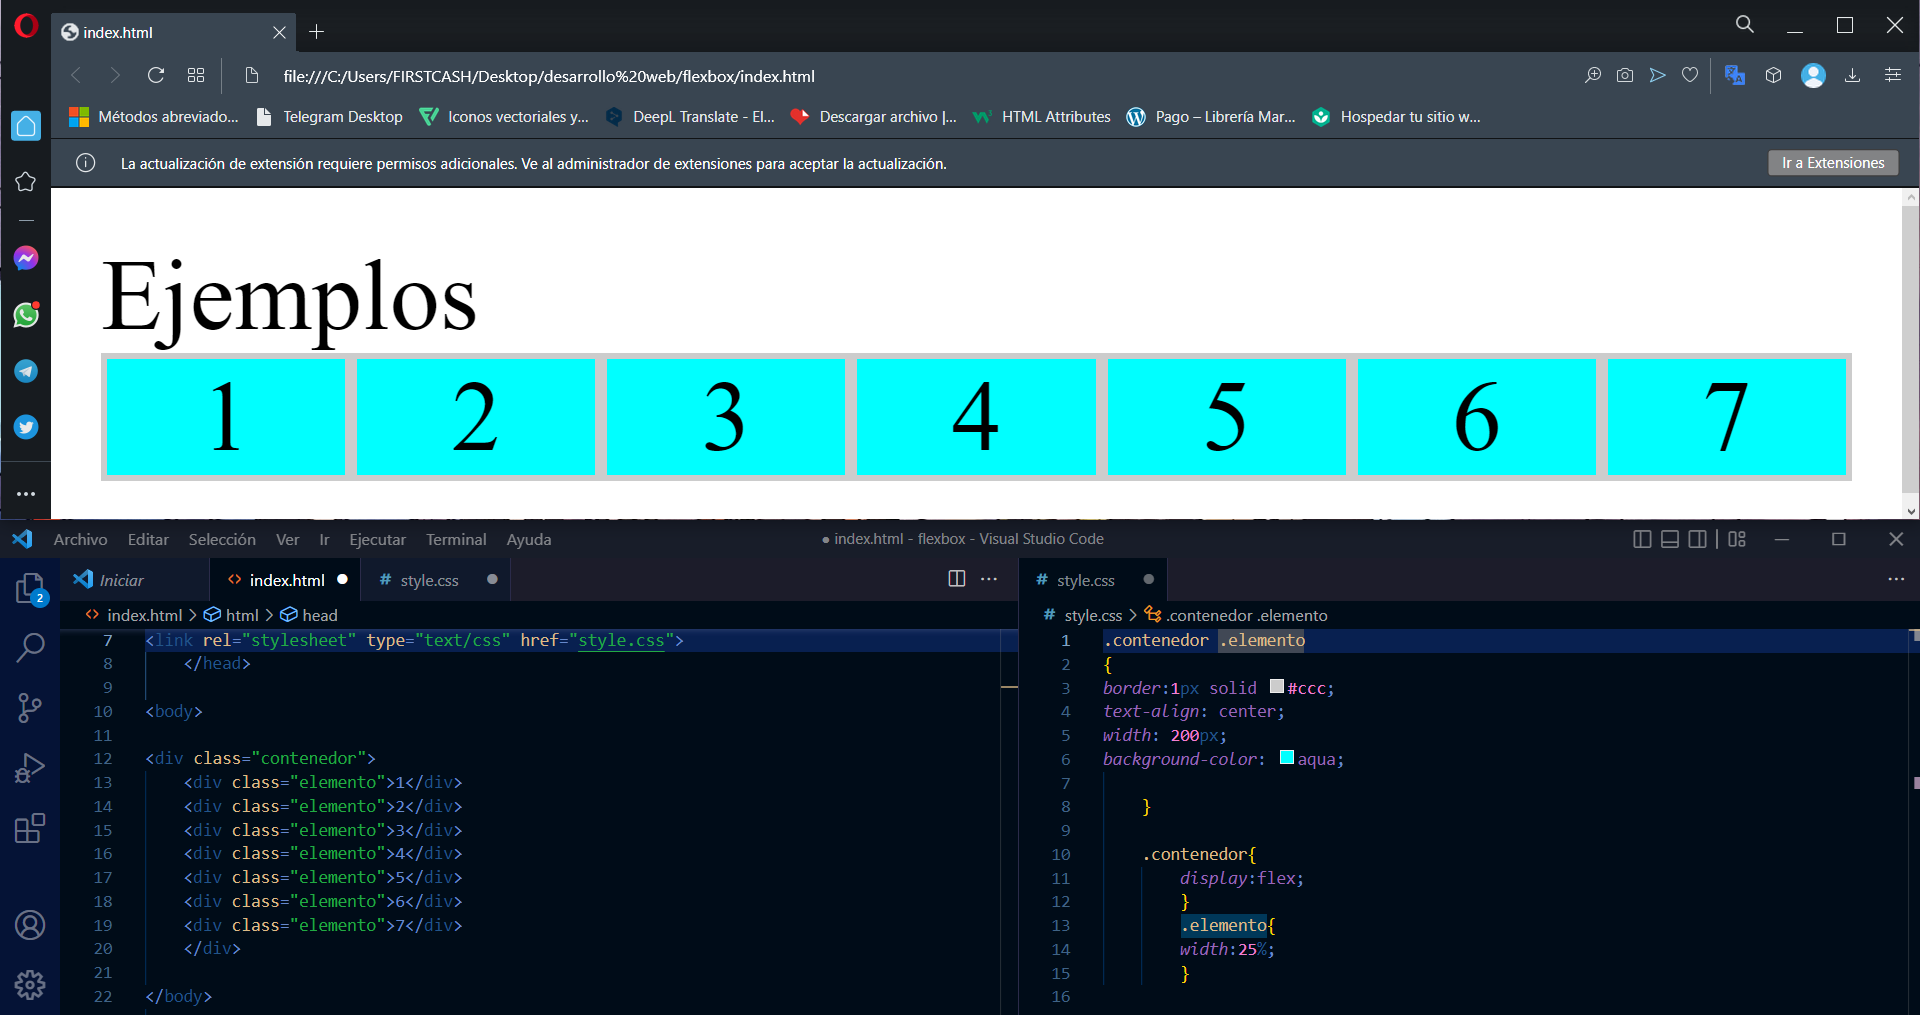 index.html
file:///C:/Users/FIRSTCASH/Desktop/desarrollo%20web/flexbox/index.html
Métodos abreviado... Telegram Desktop Iconos vectoriales y... DeepL Translate - El... Descargar archivo |... HTML Attributes Pago – Librería Mar... Hospedar tu sitio w...
La actualización de extensión requiere permisos adicionales. Ve al administrador de extensiones para aceptar la actualización. Ir a Extensiones
Ejemplos
1 2 3 4 5 6 7
Archivo Editar Selección Ver Ir Ejecutar Terminal Ayuda ● index.html - flexbox - Visual Studio Code
2
Iniciar <> index.html ● # style.css ●
<> index.html > html > head
7 <link rel="stylesheet" type="text/css" href="style.css">
8 </head>
9
10 <body>
11
12 <div class="contenedor">
13 <div class="elemento">1</div>
14 <div class="elemento">2</div>
15 <div class="elemento">3</div>
16 <div class="elemento">4</div>
17 <div class="elemento">5</div>
18 <div class="elemento">6</div>
19 <div class="elemento">7</div>
20 </div>
21
22 </body>
# style.css ●
# style.css > .contenedor .elemento
1 .contenedor .elemento
2 {
3 border:1px solid #ccc;
4 text-align: center;
5 width: 200px;
6 background-color: aqua;
7
8 }
9
10 .contenedor{
11 display:flex;
12 }
13 .elemento{
14 width:25%;
15 }
16